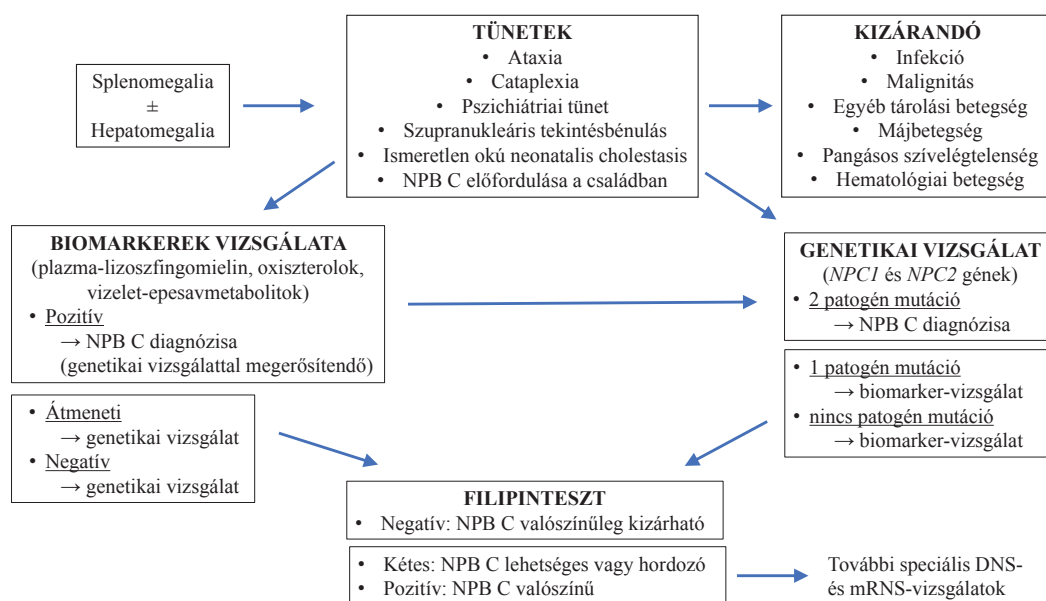 Splenomegalia
±
Hepatomegalia
TÜNETEK
• Ataxia
• Cataplexia
• Pszichiátriai tünet
• Szupranukleáris tekintésbénulás
• Ismeretlen okú neonatalis cholestasis
• NPB C előfordulása a családban
KIZÁRANDÓ
• Infekció
• Malignitás
• Egyéb tárolási betegség
• Májbetegség
• Pangásos szívelégtelenség
• Hematológiai betegség
BIOMARKEREK VIZSGÁLATA
(plazma-lizoszfingomielin, oxiszterolok,
vizelet-epesavmetabolitok)
• Pozitív
→ NPB C diagnózisa
(genetikai vizsgálattal megerősítendő)
• Átmeneti
→ genetikai vizsgálat
• Negatív
→ genetikai vizsgálat
GENETIKAI VIZSGÁLAT
(NPC1 és NPC2 gének)
• 2 patogén mutáció
→ NPB C diagnózisa
• 1 patogén mutáció
→ biomarker-vizsgálat
• nincs patogén mutáció
→ biomarker-vizsgálat
FILIPINTESZT
• Negatív: NPB C valószínűleg kizárható
• Kétes: NPB C lehetséges vagy hordozó
• Pozitív: NPB C valószínű
További speciális DNS-
és mRNS-vizsgálatok